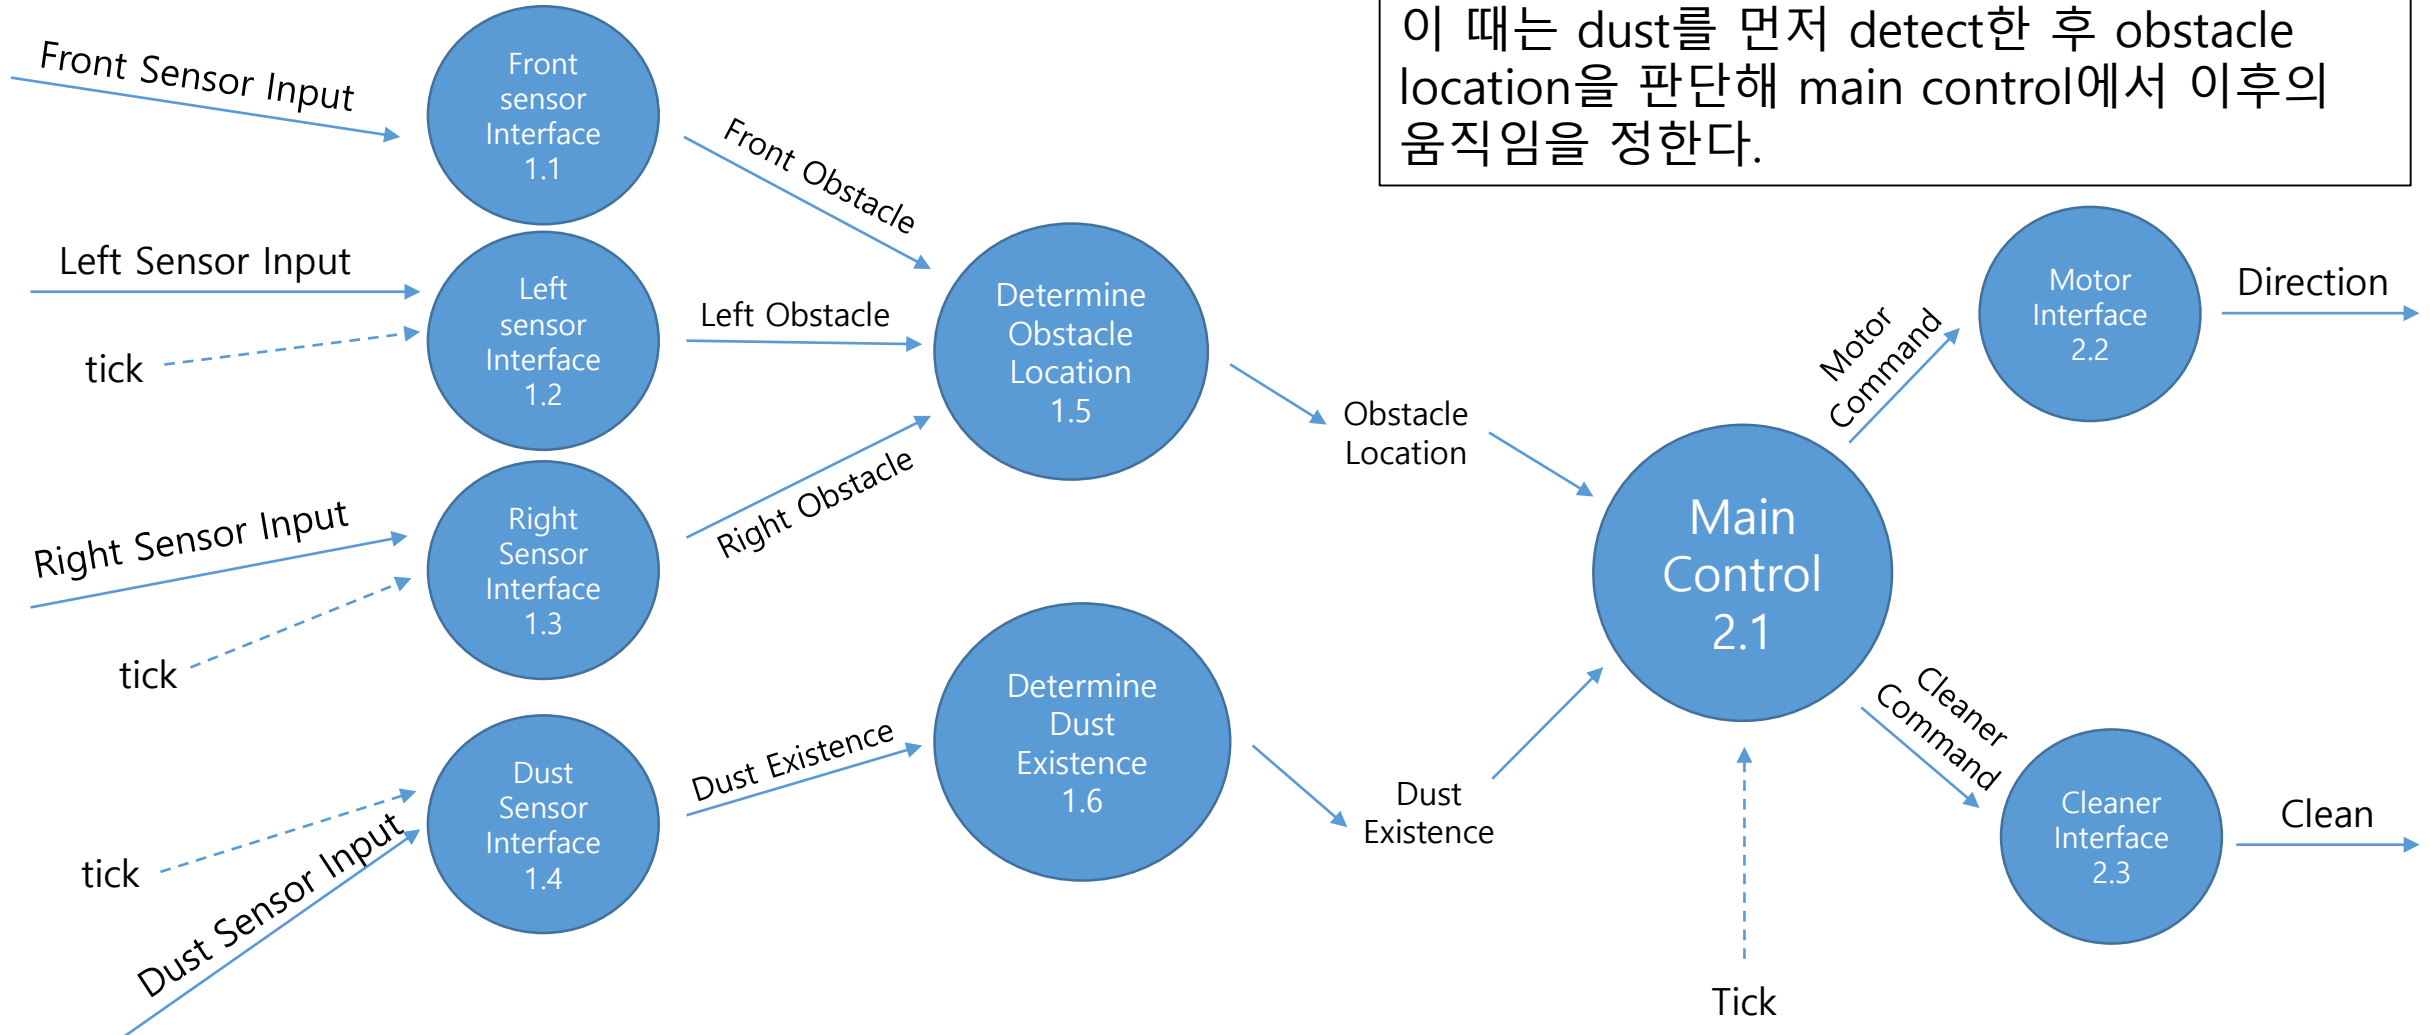 이 때는 dust를 먼저 detect한 후 obstacle
location을 판단해 main control에서 이후의
움직임을 정한다.
Front Sensor Input
Front
sensor
Interface
1.1
Front Obstacle
Left Sensor Input
tick
Left
sensor
Interface
1.2
Left Obstacle
Determine
Obstacle
Location
1.5
Right Sensor Input
tick
Right
Sensor
Interface
1.3
Right Obstacle
Obstacle
Location
tick
Dust Sensor Input
Dust
Sensor
Interface
1.4
Dust Existence
Determine
Dust
Existence
1.6
Dust
Existence
Main
Control
2.1
Tick
Motor
Command
Motor
Interface
2.2
Direction
Cleaner
Command
Cleaner
Interface
2.3
Clean